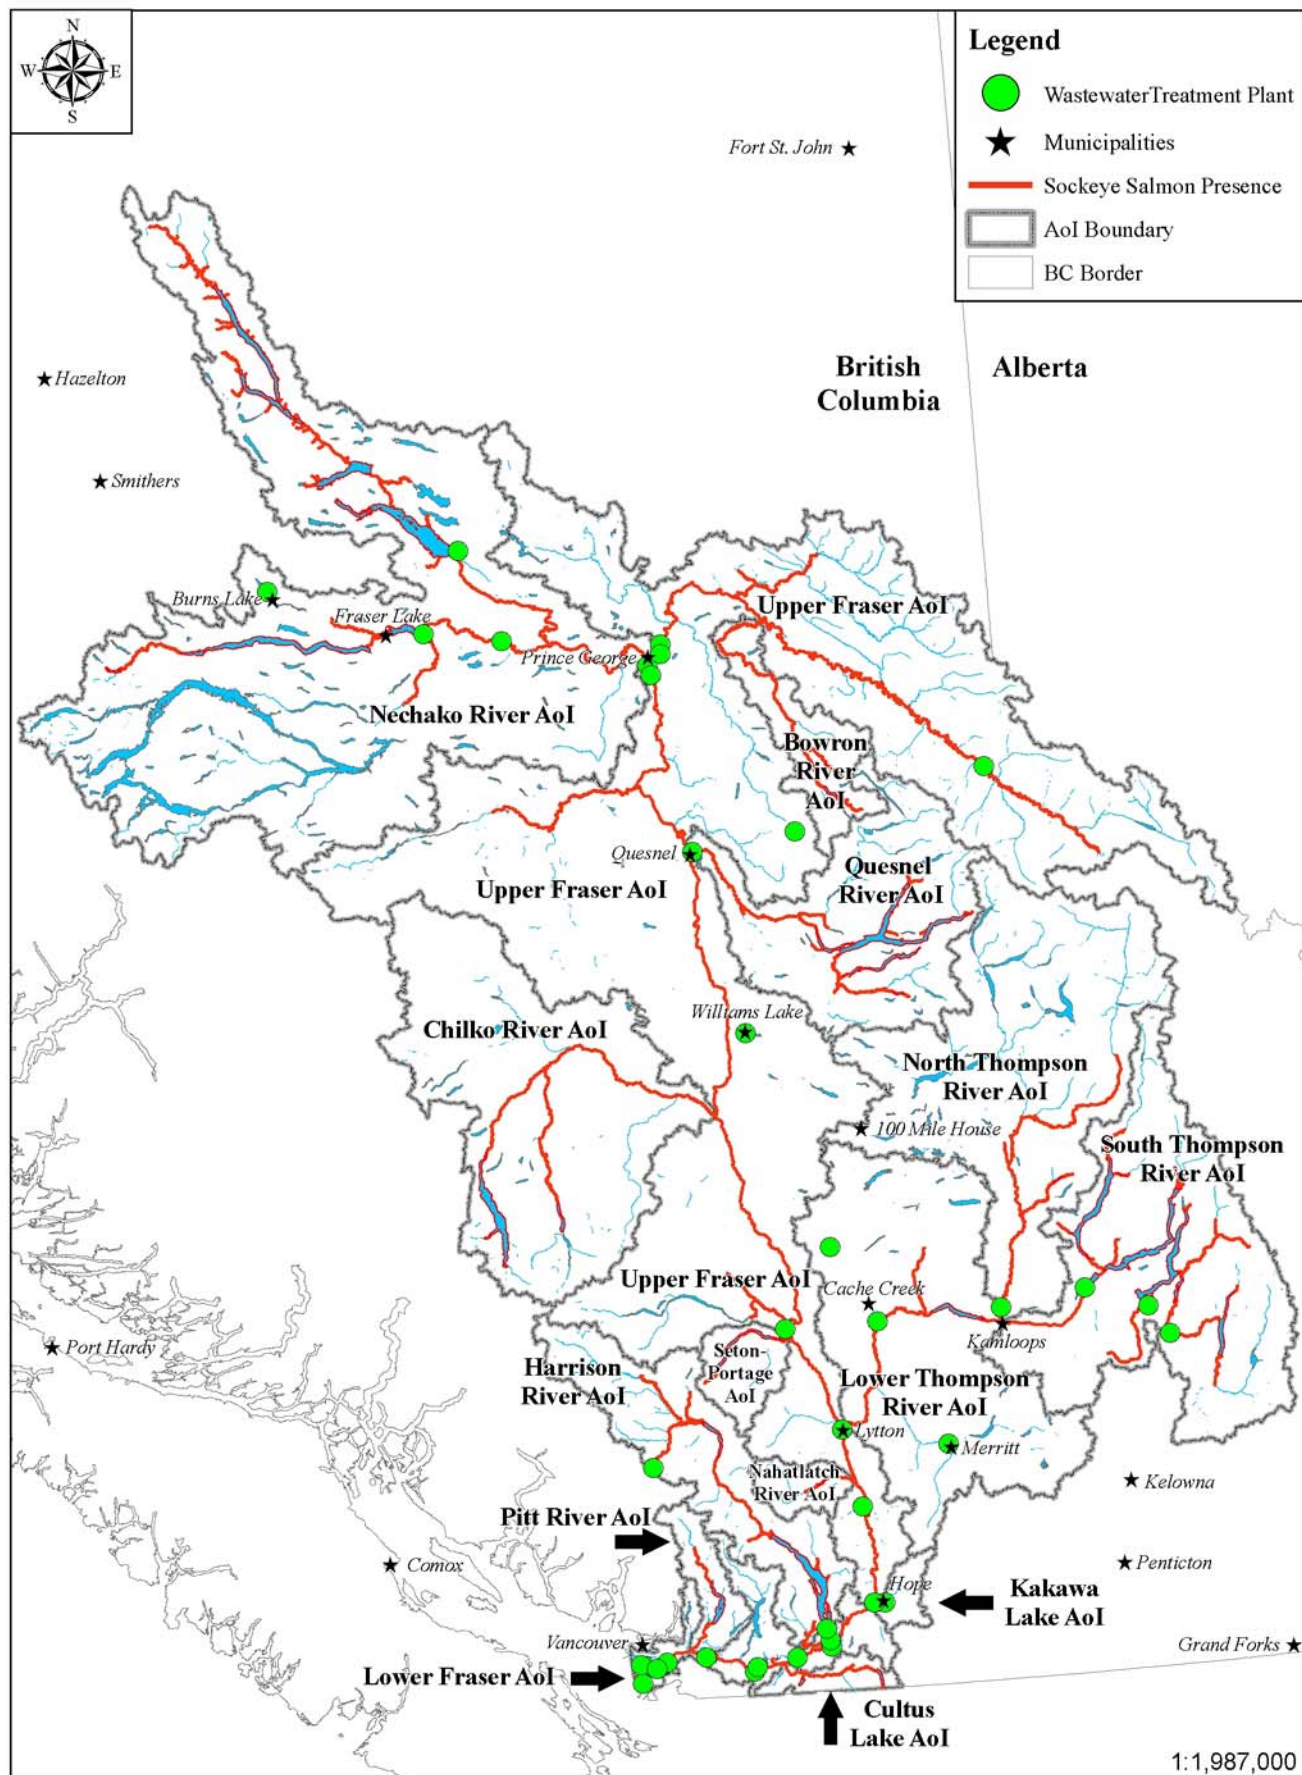 N
W
E
S
Legend
WastewaterTreatment Plant
Municipalities
Sockeye Salmon Presence
AoI Boundary
BC Border
Fort St. John
British
Columbia
Alberta
Hazelton
Smithers
Burns Lake
Fraser Lake
Prince George
Upper Fraser AoI
Nechako River AoI
Bowron
River
AoI
Quesnel
Upper Fraser AoI
Quesnel
River AoI
Williams Lake
Chilko River AoI
North Thompson
River AoI
100 Mile House
South Thompson
River AoI
Upper Fraser AoI
Cache Creek
Kamloops
Port Hardy
Seton-
Portage
AoI
Harrison
River AoI
Lower Thompson
River AoI
Lytton
Merritt
Nahatlatch
River AoI
Kelowna
Pitt River AoI
Comox
Penticton
Hope
Kakawa
Lake AoI
Vancouver
Grand Forks
Lower Fraser AoI
Cultus
Lake AoI
1:1,987,000